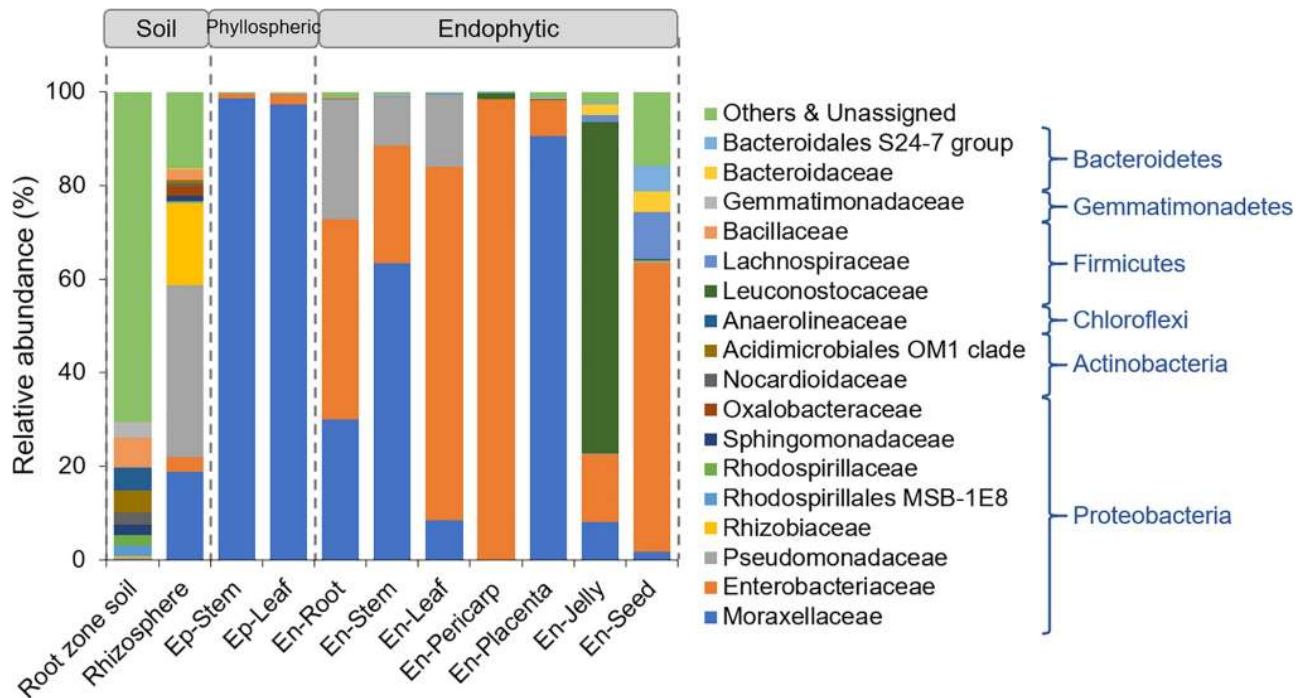 Soil
Phyllospheric
Endophytic
Relative abundance (%)
100
80
60
40
20
0
Root zone soil
Rhizosphere
Ep-Stem
Ep-Leaf
En-Root
En-Stem
En-Leaf
En-Pericarp
En-Placenta
En-Jelly
En-Seed
Others & Unassigned
Bacteroidales S24-7 group
Bacteroidaceae
Gemmatimonadaceae
Bacillaceae
Lachnospiraceae
Leuconostocaceae
Anaerolineaceae
Acidimicrobiales OM1 clade
Nocardioidaceae
Oxalobacteraceae
Sphingomonadaceae
Rhodospirillaceae
Rhodospirillales MSB-1E8
Rhizobiaceae
Pseudomonadaceae
Enterobacteriaceae
Moraxellaceae
Bacteroidetes
Gemmatimonadetes
Firmicutes
Chloroflexi
Actinobacteria
Proteobacteria